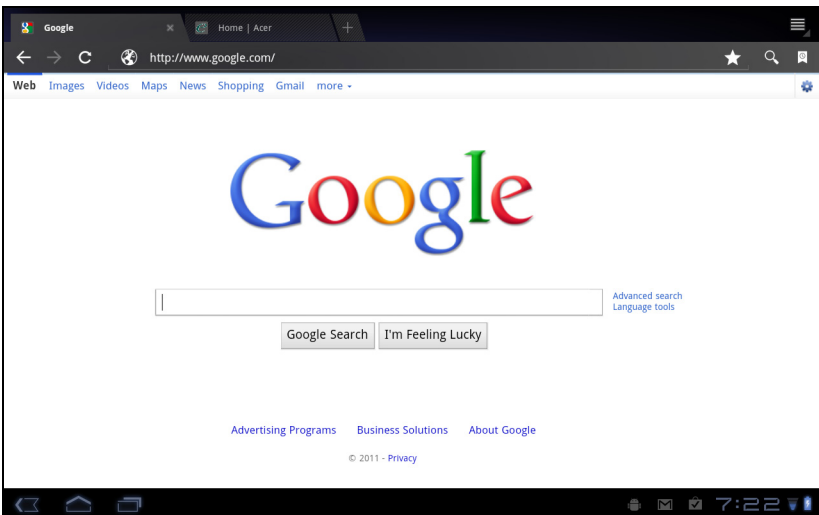 Google
Home | Acer
http://www.google.com/
Web Images Videos Maps News Shopping Gmail more
Google
Advanced search
Language tools
Google Search I'm Feeling Lucky
Advertising Programs Business Solutions About Google
© 2011 - Privacy
7:22